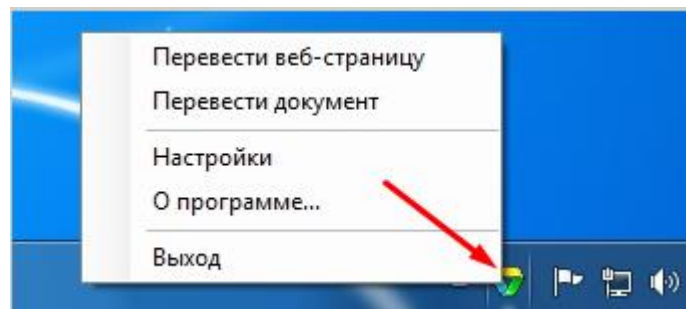 Перевести веб-страницу
Перевести документ
Настройки
О программе...
Выход